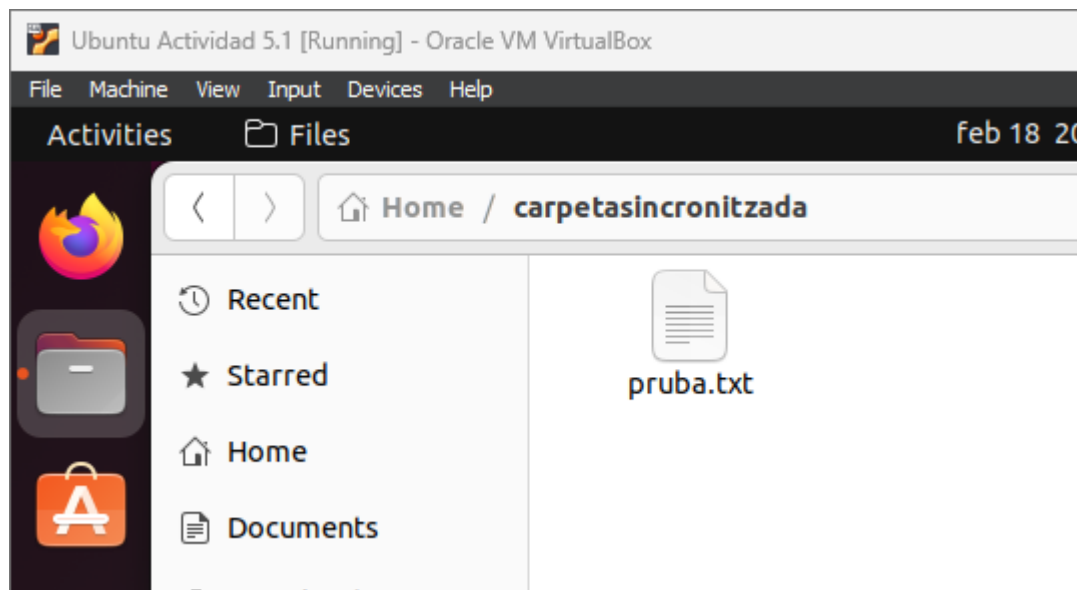 Ubuntu Actividad 5.1 [Running] - Oracle VM VirtualBox
File Machine View Input Devices Help
Activities Files feb 18 20
Home / carpetasincronitzada
Recent
Starred
Home
Documents
pruba.txt